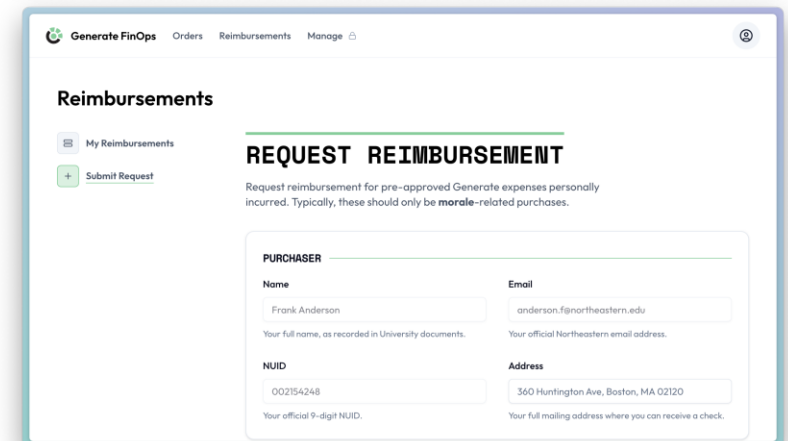 Generate FinOps Orders Reimbursements Manage
Reimbursements
My Reimbursements
Submit Request
REQUEST REIMBURSEMENT
Request reimbursement for pre-approved Generate expenses personally
incurred. Typically, these should only be morale-related purchases.
PURCHASER
Name
Frank Anderson
Your full name, as recorded in University documents.
Email
anderson.f@northeastern.edu
Your official Northeastern email address.
NUID
002154248
Your official 9-digit NUID.
Address
360 Huntington Ave, Boston, MA 02120
Your full mailing address where you can receive a check.